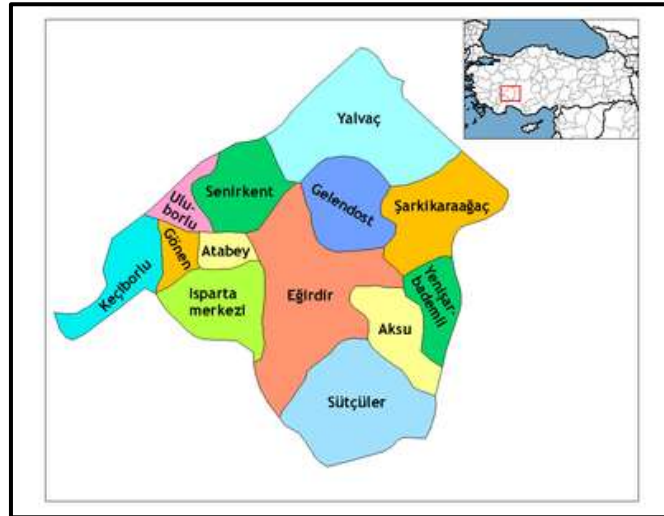 Yalvaç
Senirkent
Gelendost
Ulu-
borlu
Şarkikaraağaç
Gönen
Atabey
Keçiborlu
Isparta
merkezi
Eğirdir
Yenişar-
bademli
Aksu
Sütçüler